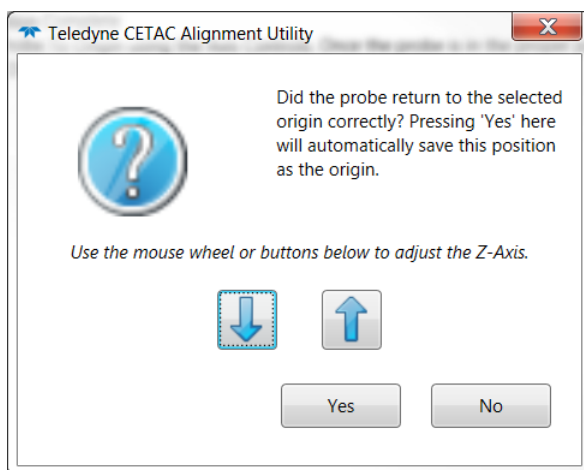 Teledyne CETAC Alignment Utility
Did the probe return to the selected
origin correctly? Pressing 'Yes' here
will automatically save this position
as the origin.
Use the mouse wheel or buttons below to adjust the Z-Axis.
Yes
No